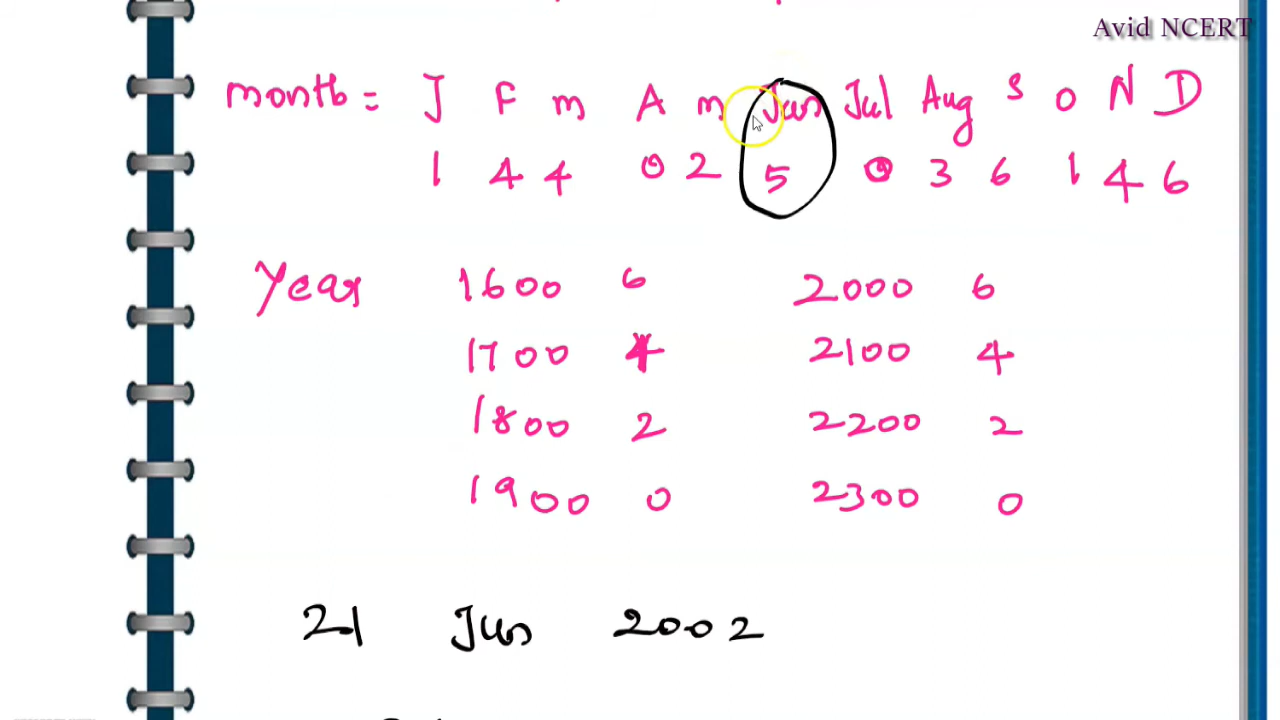 Avid NCERT
month = J F m A m Jun Jul Aug S O N D
1 4 4 0 2 5 0 3 6 1 4 6
Year 1600 6 2000 6
1700 4 2100 4
1800 2 2200 2
1900 0 2300 0
21 Jun 2002